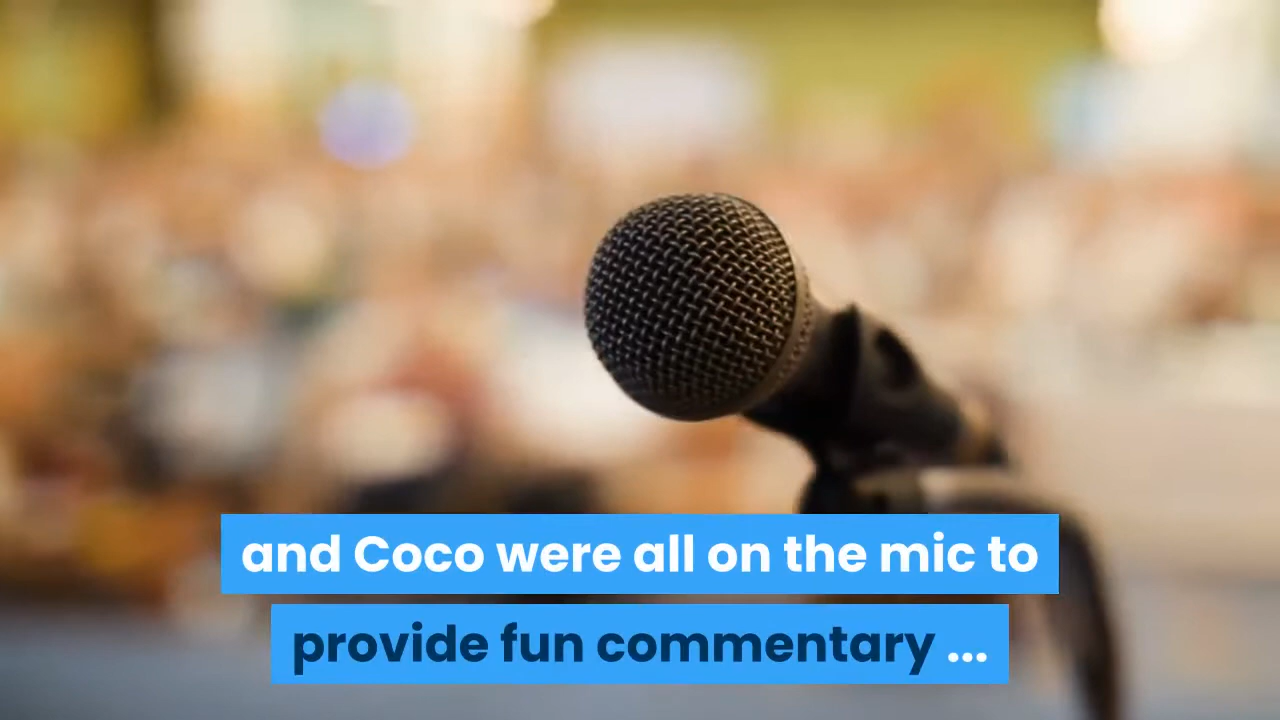 and Coco were all on the mic to
provide fun commentary ...